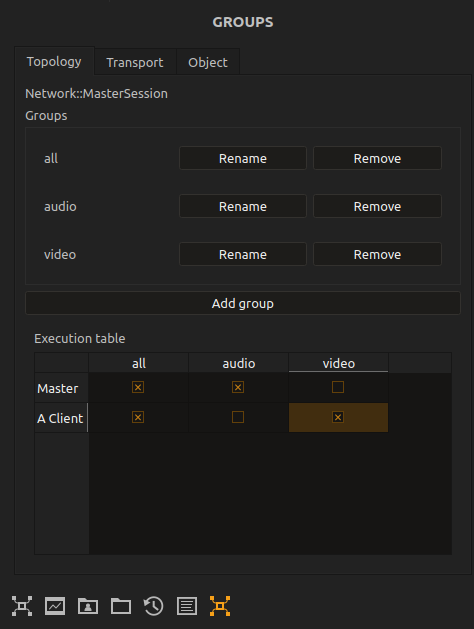 GROUPS
Topology Transport Object
Network::MasterSession
Groups
all Rename Remove
audio Rename Remove
video Rename Remove
Add group
Execution table
all audio video
Master
A Client